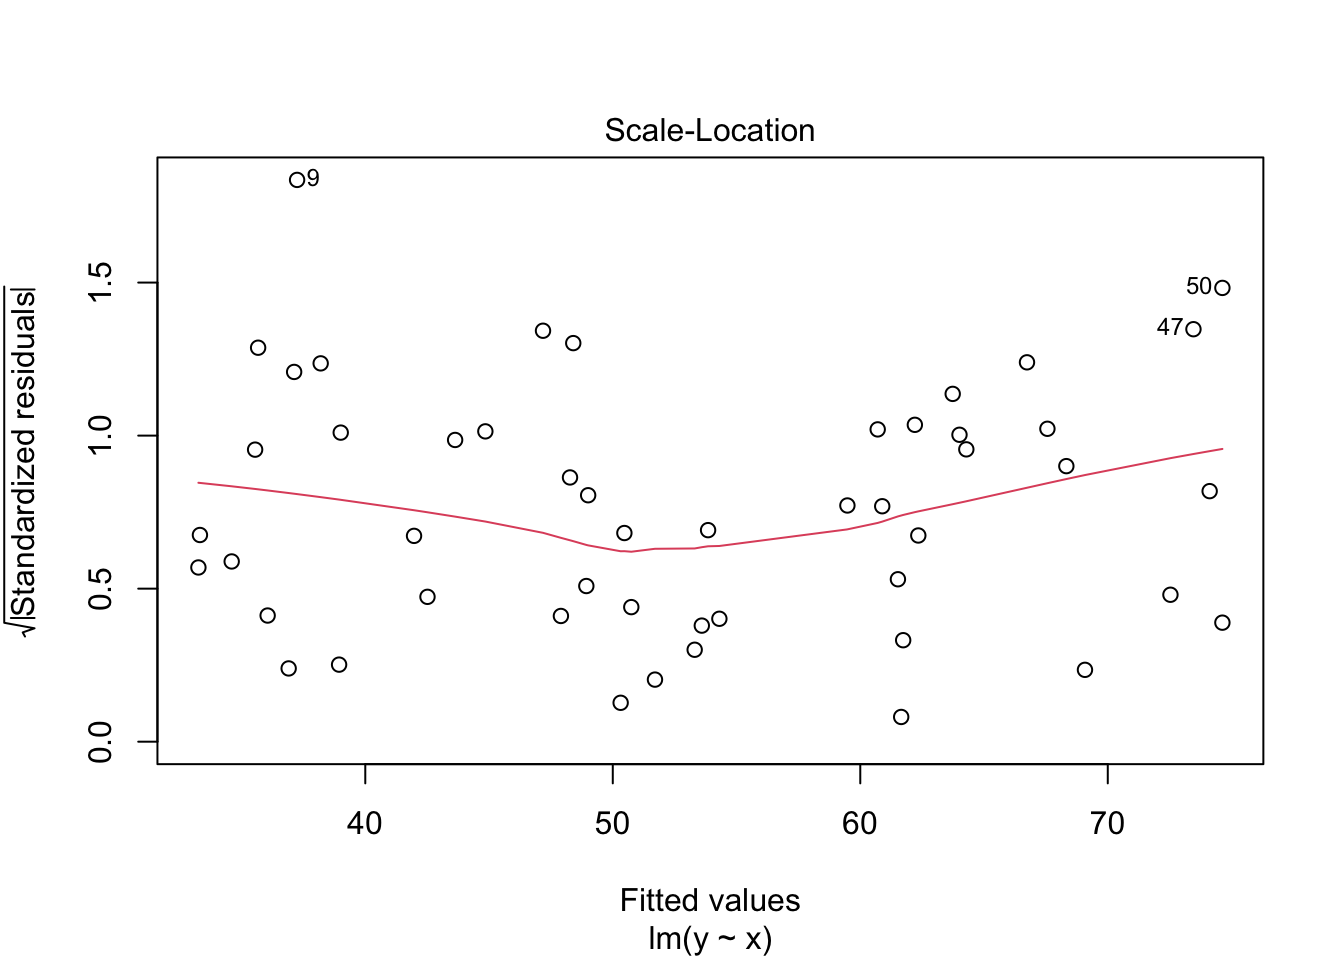 Scale-Location
9
50
47
√|Standardized residuals|
0.0 0.5 1.0 1.5
40 50 60 70
Fitted values
lm(y ~ x)